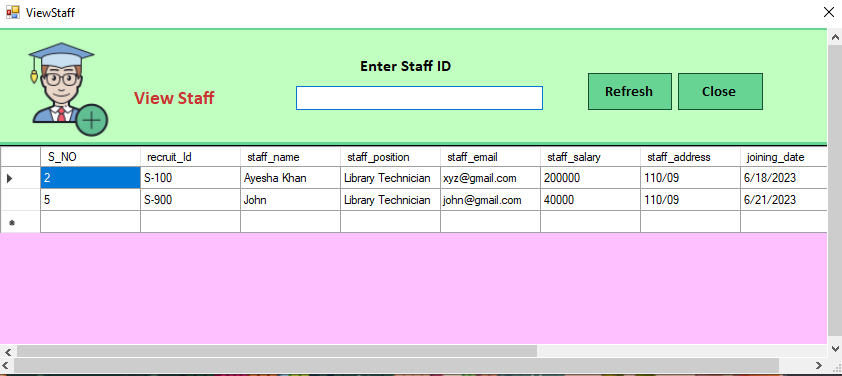 ViewStaff
Enter Staff ID
View Staff
Refresh
Close
S_NO recruit_Id staff_name staff_position staff_email staff_salary staff_address joining_date
2 S-100 Ayesha Khan Library Technician xyz@gmail.com 200000 110/09 6/18/2023
5 S-900 John Library Technician john@gmail.com 40000 110/09 6/21/2023